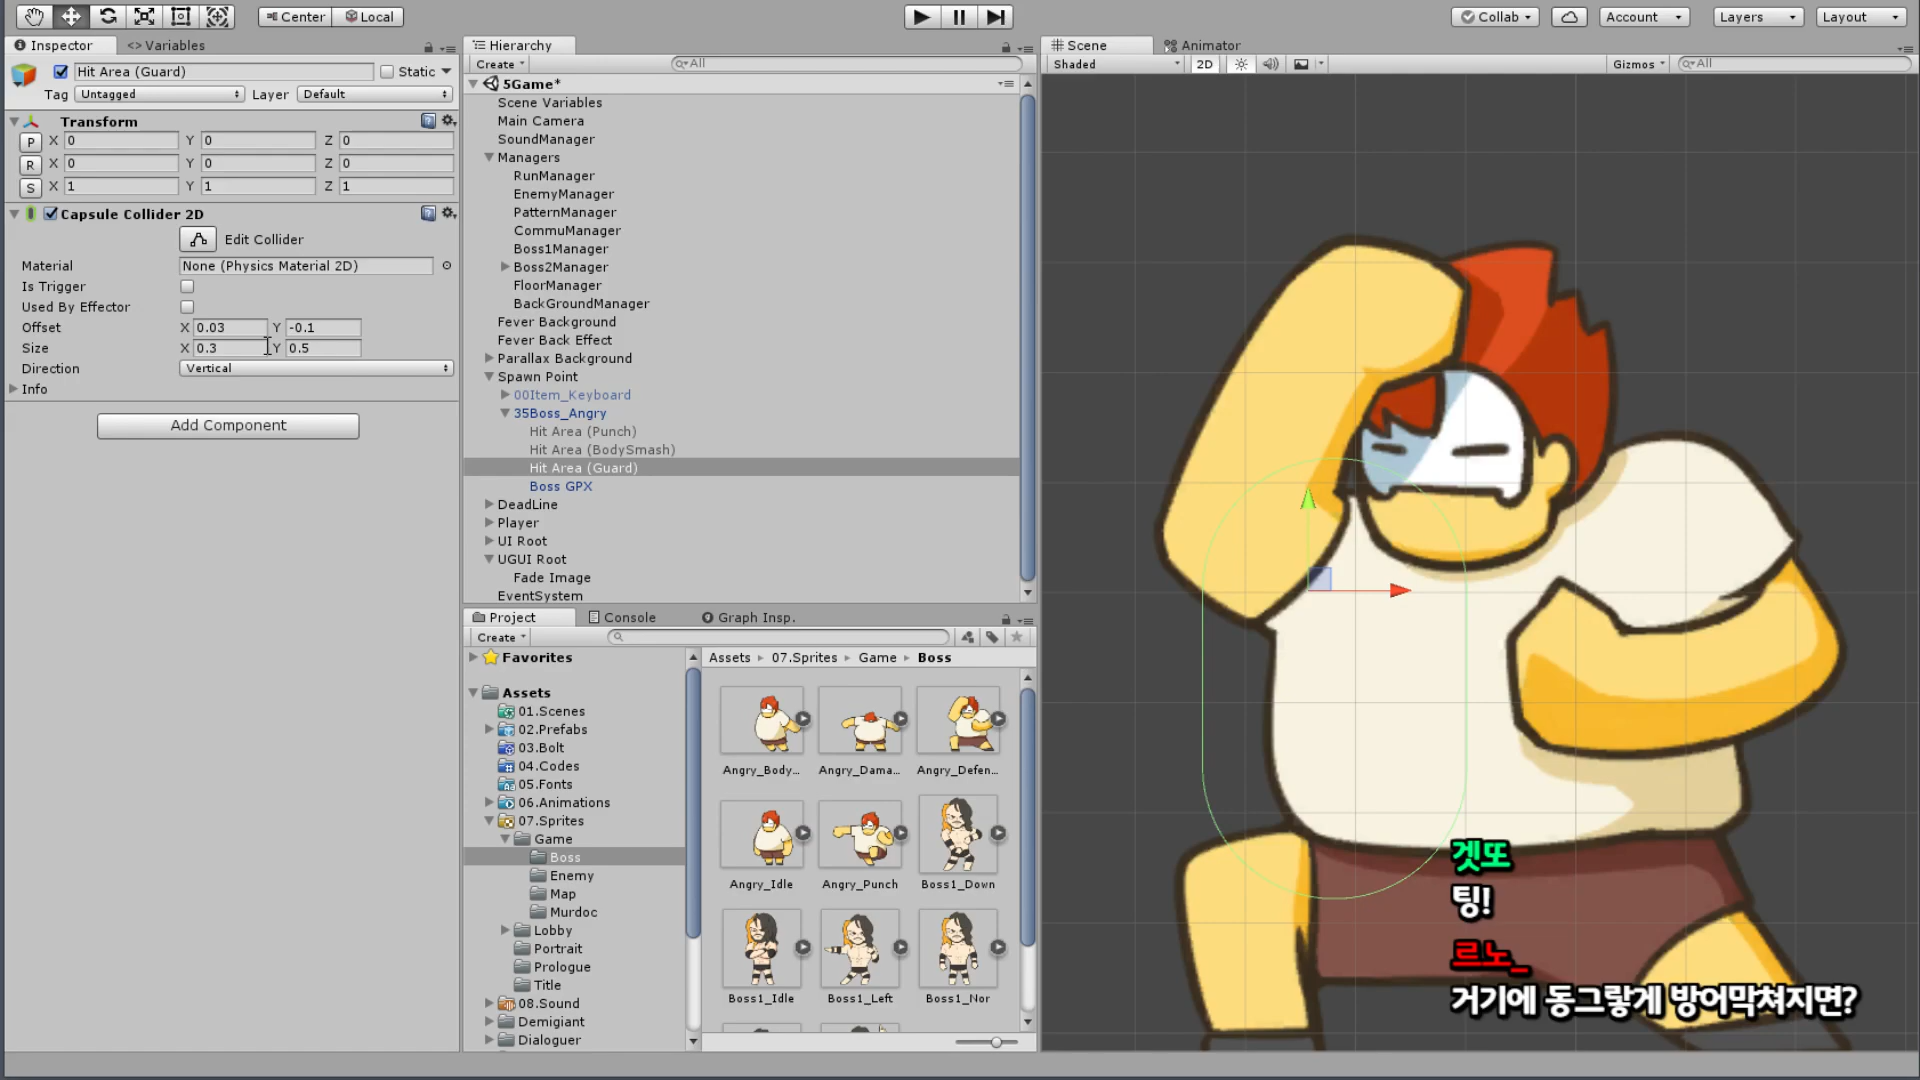 Center
Local
Collab
Account
Layers
Layout
Inspector
<> Variables
Hit Area (Guard)
Static
Tag
Untagged
Layer
Default
Transform
P X 0 Y 0 Z 0
R X 0 Y 0 Z 0
S X 1 Y 1 Z 1
Capsule Collider 2D
Edit Collider
Material
None (Physics Material 2D)
Is Trigger
Used By Effector
Offset X 0.03 Y -0.1
Size X 0.3 Y 0.5
Direction Vertical
Info
Add Component
Hierarchy
Create
All
5Game*
Scene Variables
Main Camera
SoundManager
Managers
RunManager
EnemyManager
PatternManager
CommuManager
Boss1Manager
Boss2Manager
FloorManager
BackGroundManager
Fever Background
Fever Back Effect
Parallax Background
Spawn Point
00Item_Keyboard
35Boss_Angry
Hit Area (Punch)
Hit Area (BodySmash)
Hit Area (Guard)
Boss GPX
DeadLine
Player
UI Root
UGUI Root
Fade Image
EventSystem
Project
Console
Graph Insp.
Create
Favorites
Assets
01.Scenes
02.Prefabs
03.Bolt
04.Codes
05.Fonts
06.Animations
07.Sprites
Game
Boss
Enemy
Map
Murdoc
Lobby
Portrait
Prologue
Title
08.Sound
Demigiant
Dialoguer
Assets ▸ 07.Sprites ▸ Game ▸ Boss
Angry_Body... Angry_Dama... Angry_Defen...
Angry_Idle Angry_Punch Boss1_Down
Boss1_Idle Boss1_Left Boss1_Nor
Scene
Animator
Shaded
2D
Gizmos
All
겟또
팅!
르노_
거기에 동그랗게 방어막쳐지면?